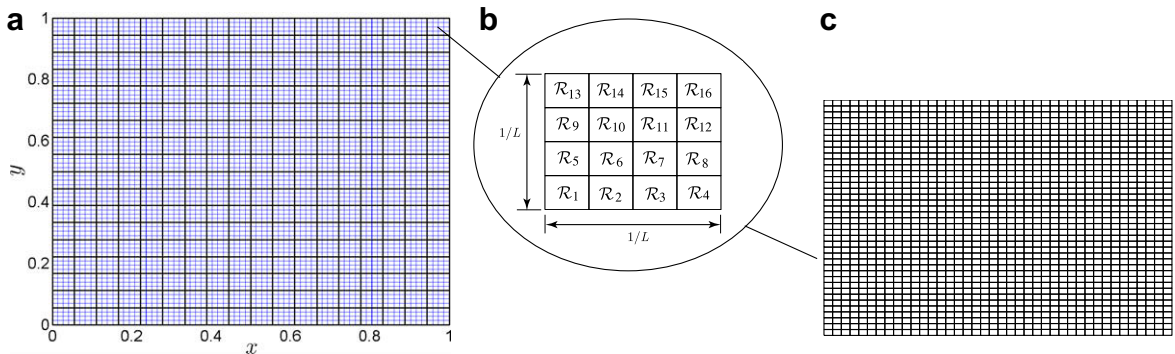 a
1
0.8
0.6
0.4
0.2
0
y
0 0.2 0.4 0.6 0.8 1
x
b
1/L
R13 R14 R15 R16
R9 R10 R11 R12
R5 R6 R7 R8
R1 R2 R3 R4
1/L
c